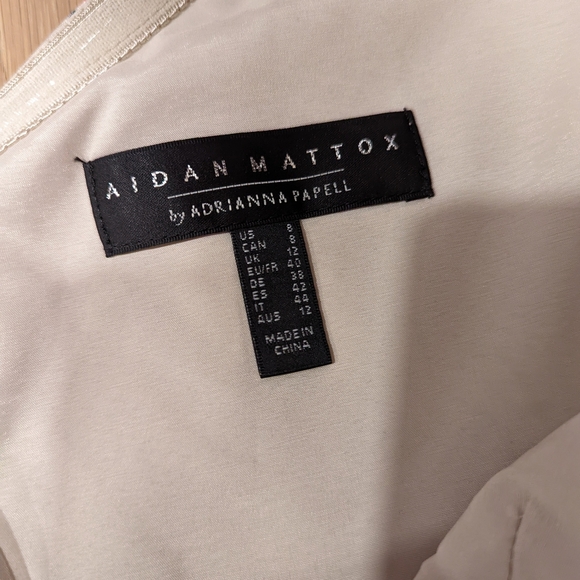 AIDAN MATTOX
by ADRIANNA PAPELL
US 8
CAN 8
UK 12
EU/FR 40
DE 38
ES 42
IT 44
AUS 12
MADE IN
CHINA